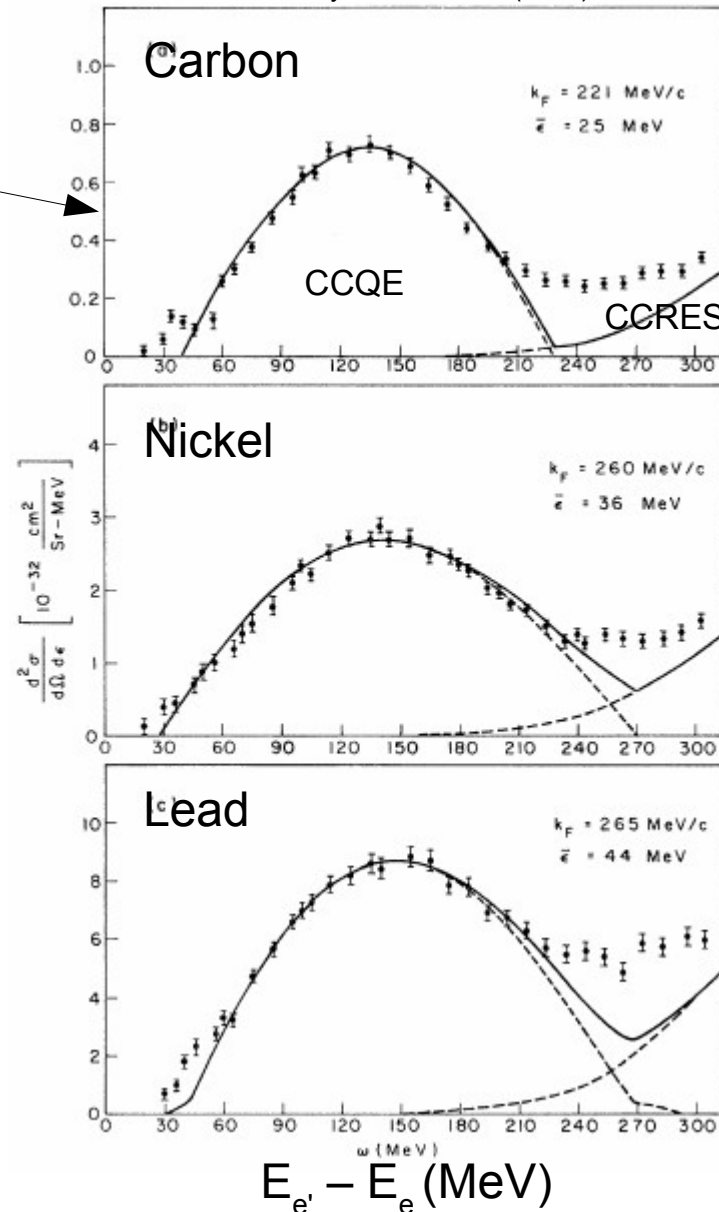 (a)
Carbon
k_F = 221 MeV/c
ε̄ = 25 MeV
1.0
0.8
0.6
0.4
0.2
0
CCQE
CCRES
0 30 60 90 120 150 180 210 240 270 300
(b)
Nickel
k_F = 260 MeV/c
ε̄ = 36 MeV
4
3
2
1
0
d²σ/dΩdε [10⁻³² cm²/Sr-MeV]
0 30 60 90 120 150 180 210 240 270 300
(c)
Lead
k_F = 265 MeV/c
ε̄ = 44 MeV
10
8
6
4
2
0
0 30 60 90 120 150 180 210 240 270 300
ω (MeV)
E_e' – E_e (MeV)